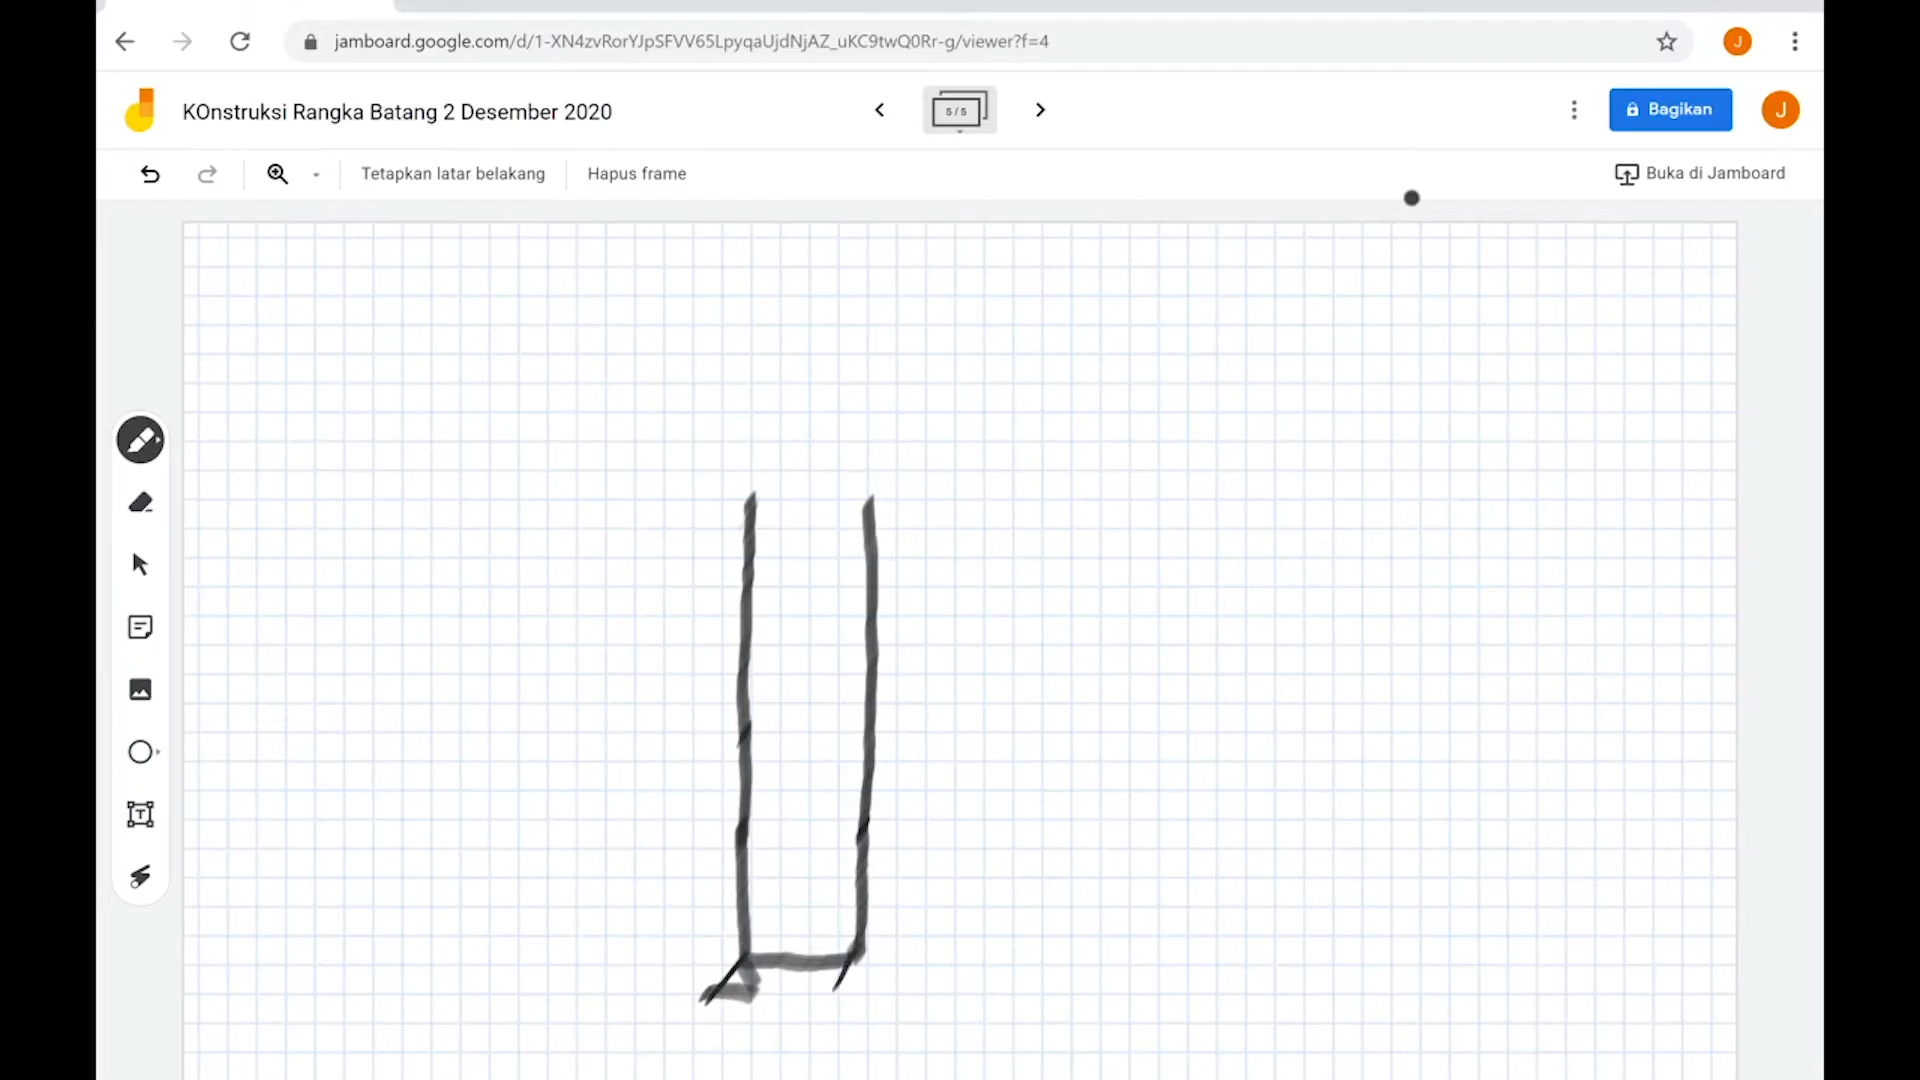 jamboard.google.com/d/1-XN4zvRorYJpSFVV65LpyqaUjdNjAZ_uKC9twQ0Rr-g/viewer?f=4
J
KOnstruksi Rangka Batang 2 Desember 2020
5 / 5
Bagikan
J
Tetapkan latar belakang
Hapus frame
Buka di Jamboard